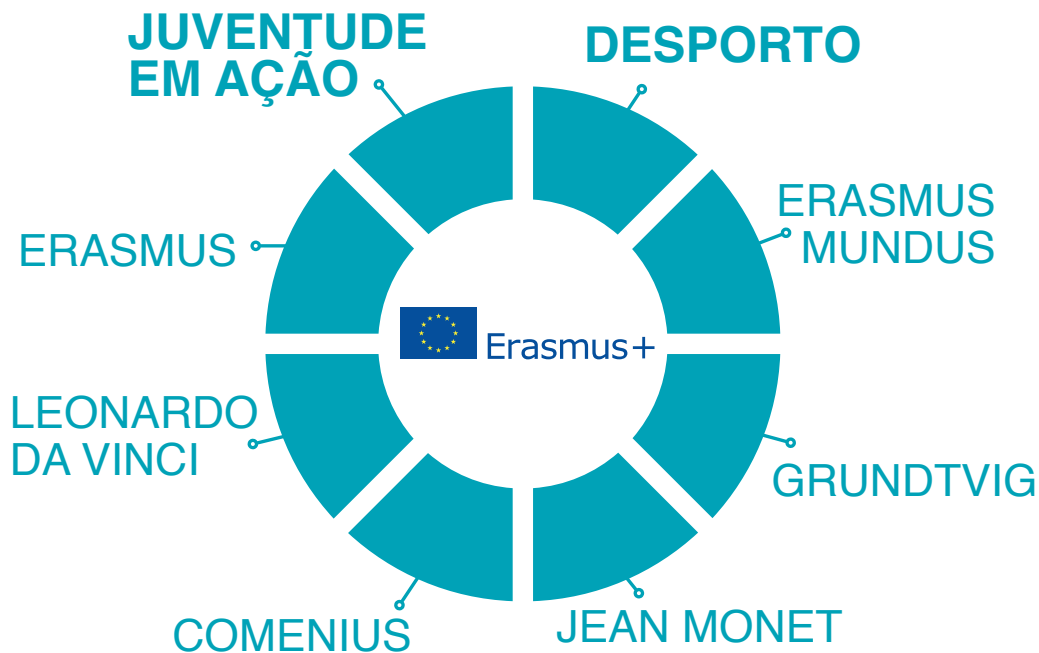 JUVENTUDE
EM AÇÃO
DESPORTO
ERASMUS
MUNDUS
ERASMUS
Erasmus+
LEONARDO
DA VINCI
GRUNDTVIG
COMENIUS
JEAN MONET